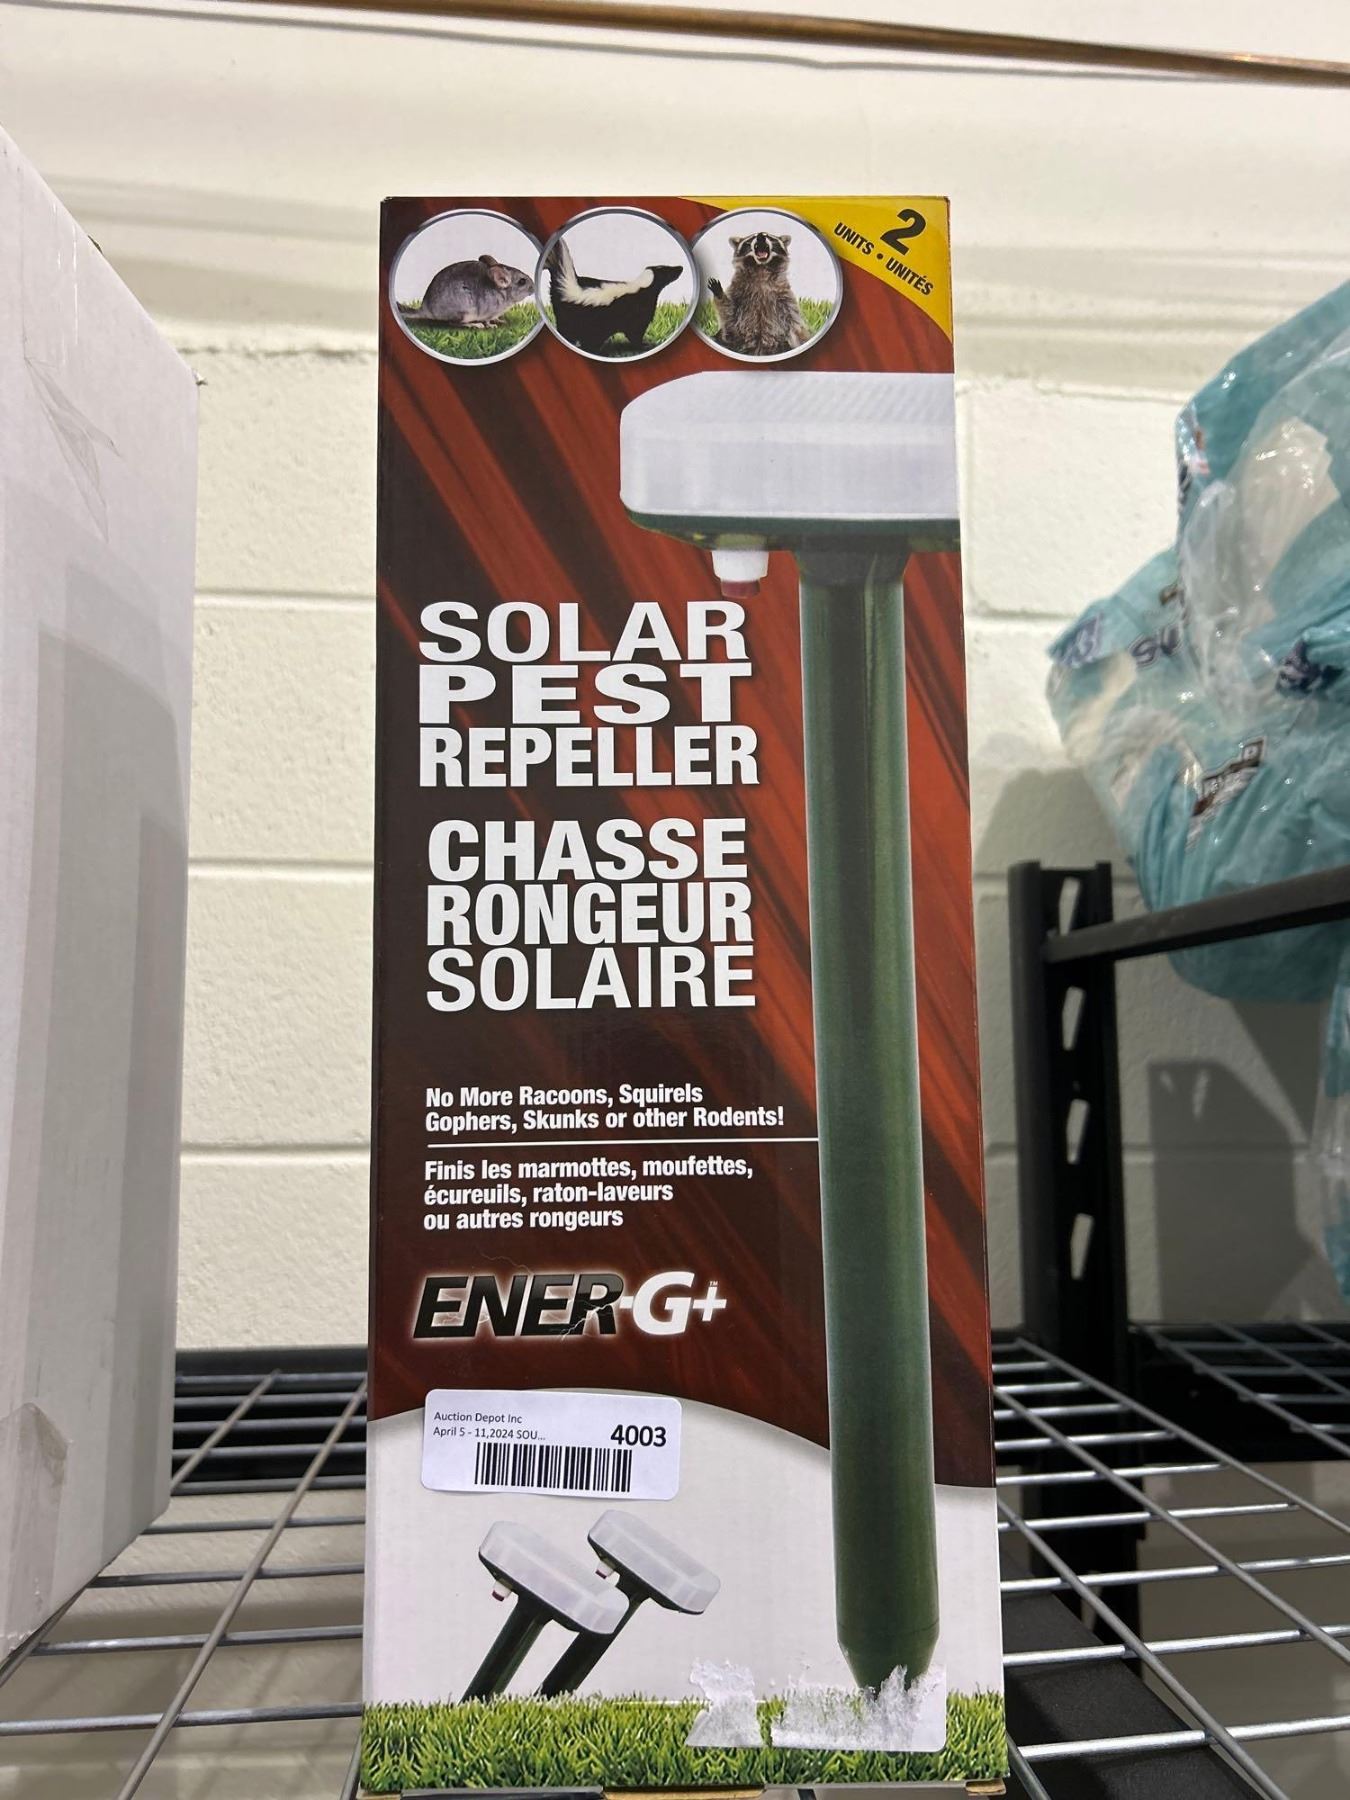 2
UNITS • UNITÉS
SOLAR
PEST
REPELLER
CHASSE
RONGEUR
SOLAIRE
No More Racoons, Squirels
Gophers, Skunks or other Rodents!
Finis les marmottes, moufettes,
écureuils, raton-laveurs
ou autres rongeurs
ENER-G+™
Auction Depot Inc
April 5 - 11,2024 SOU...
4003